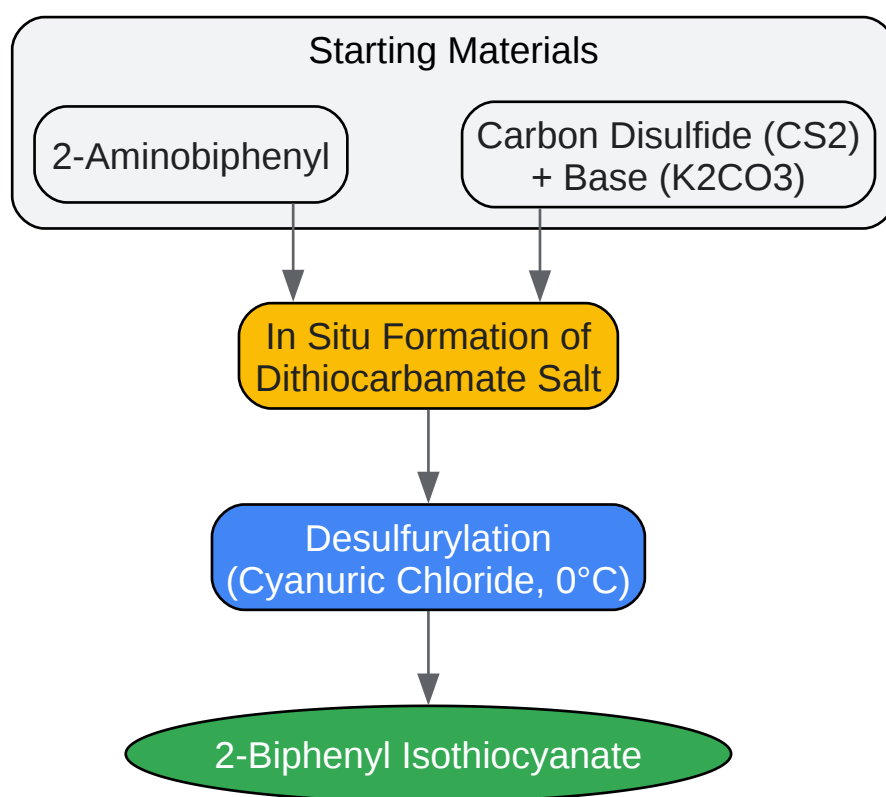 Starting Materials
2-Aminobiphenyl
Carbon Disulfide (CS2)
+ Base (K2CO3)
In Situ Formation of
Dithiocarbamate Salt
Desulfurylation
(Cyanuric Chloride, 0°C)
2-Biphenyl Isothiocyanate